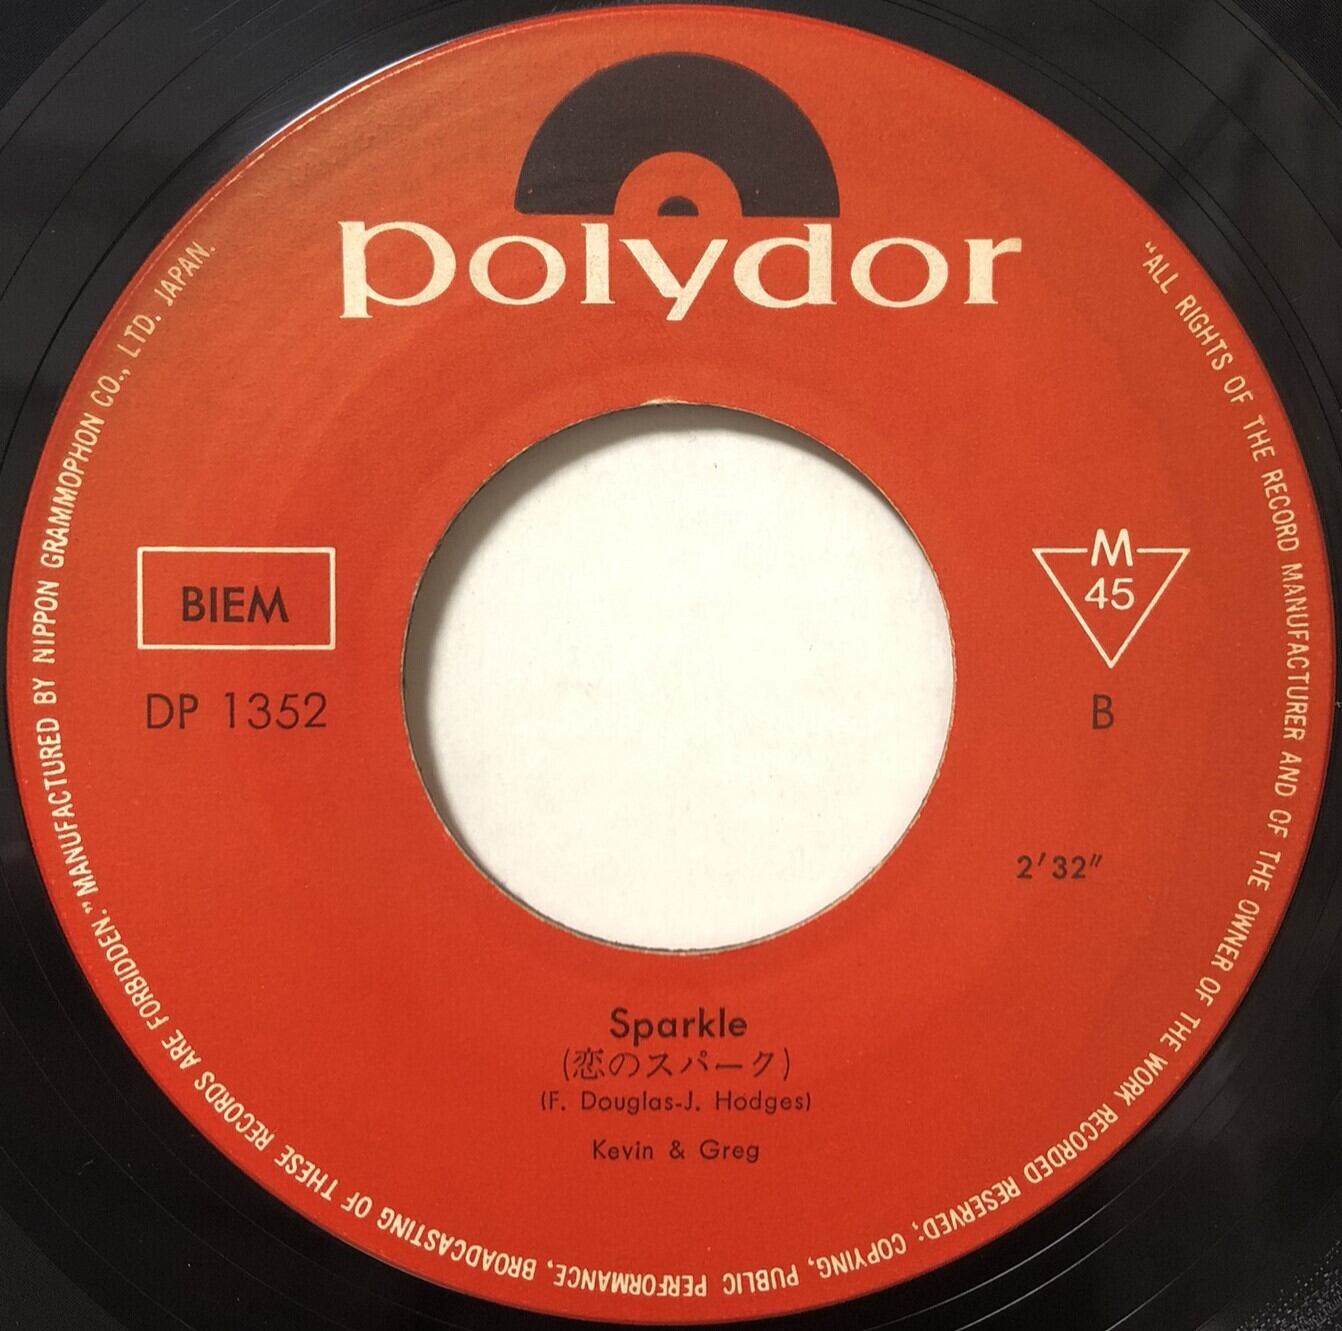 polydor
"ALL RIGHTS OF THE RECORD MANUFACTURER AND OF THE OWNER OF THE WORK RECORDED RESERVED; COPYING, PUBLIC PERFORMANCE, BROADCASTING OF THESE RECORDS ARE FORBIDDEN." MANUFACTURED BY NIPPON GRAMMOPHON CO., LTD. JAPAN.
BIEM
M
45
DP 1352
B
2'32"
Sparkle
(恋のスパーク)
(F. Douglas-J. Hodges)
Kevin & Greg